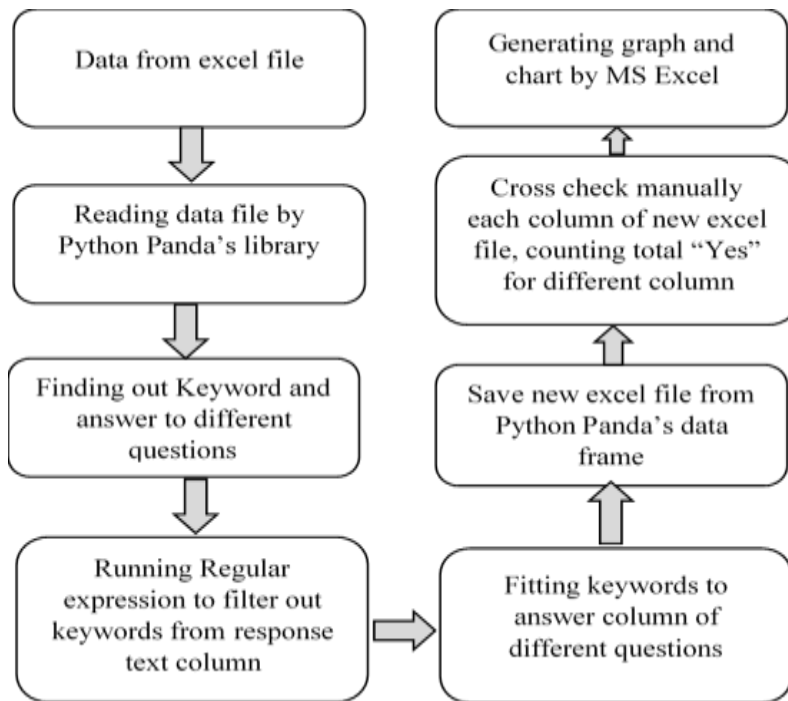 Data from excel file
Reading data file by
Python Panda's library
Finding out Keyword and
answer to different
questions
Running Regular
expression to filter out
keywords from response
text column
Fitting keywords to
answer column of
different questions
Save new excel file from
Python Panda's data
frame
Cross check manually
each column of new excel
file, counting total “Yes”
for different column
Generating graph and
chart by MS Excel